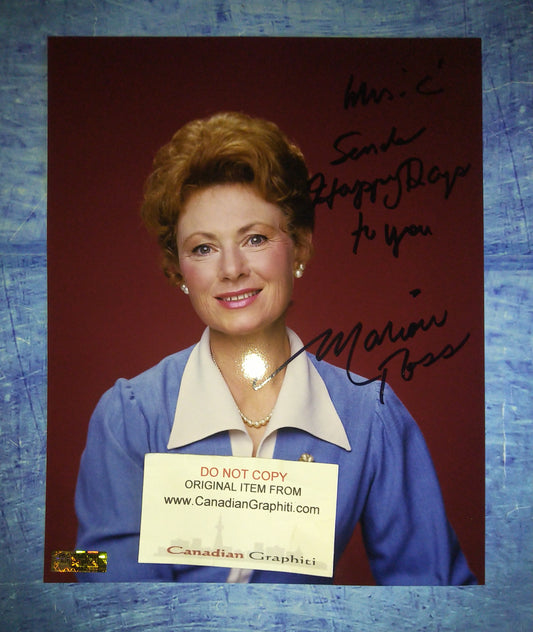 Mrs. "C"
Sends
Happy Days
to you
Marion
Ross
DO NOT COPY
ORIGINAL ITEM FROM
www.CanadianGraphiti.com
Canadian Graphiti